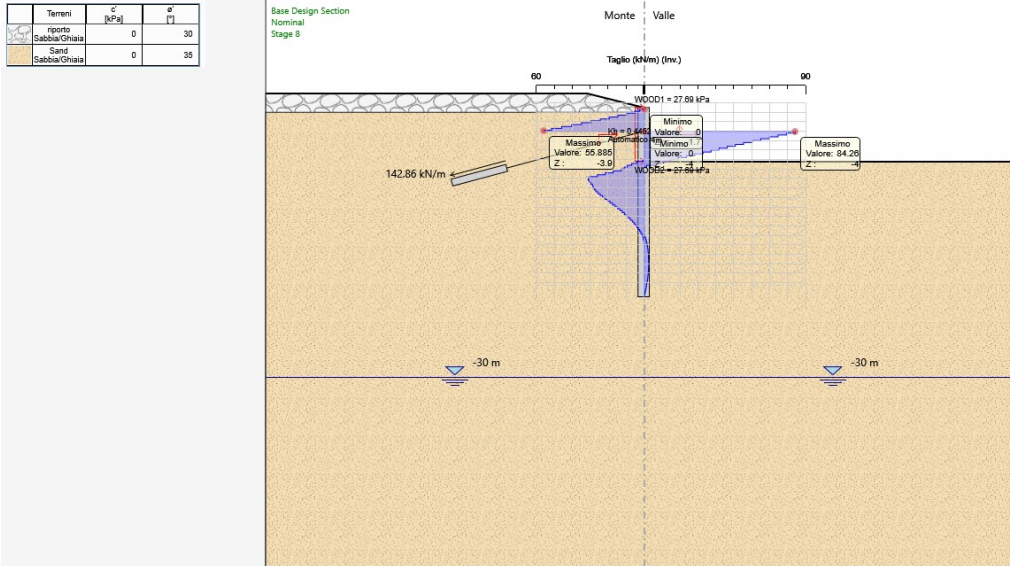 Terreni
c'
[kPa]
ø'
[°]
riporto
Sabbia/Ghiaia
0
30
Sand
Sabbia/Ghiaia
0
35
Base Design Section
Nominal
Stage 8
Monte
Valle
Taglio (kN/m) (Inv.)
60
90
WOOD1 = 27.69 kPa
Minimo
Valore: 0
Automatico
Minimo
Valore: 0
Massimo
Valore: 55.885
Z : -3.9
Massimo
Valore: 84.26
Z : -4
WOOD2 = 27.69 kPa
142.86 kN/m
-30 m
-30 m